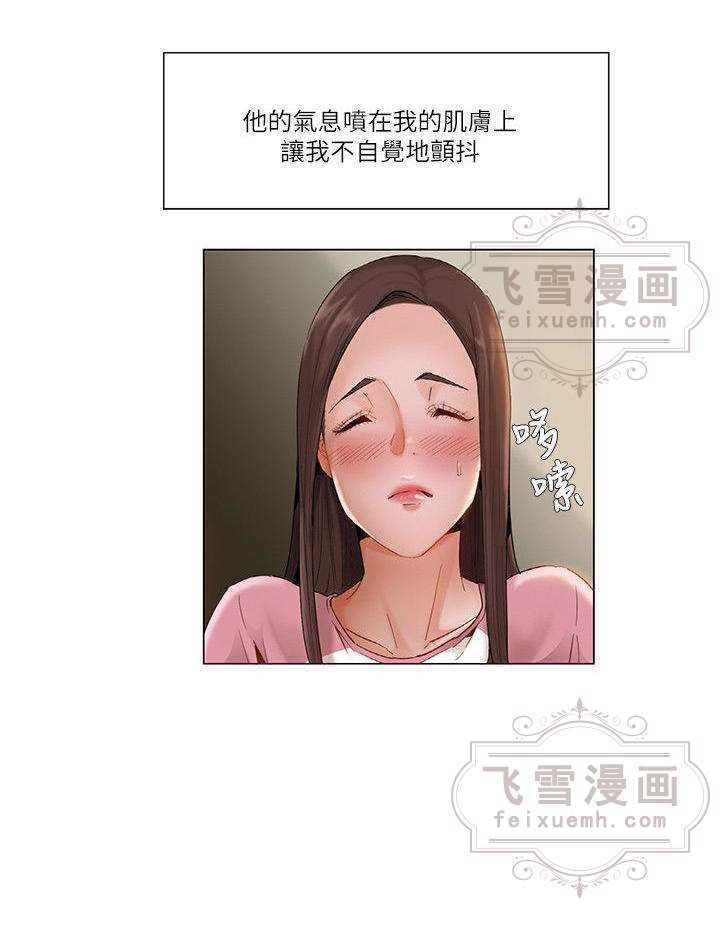 他的氣息噴在我的肌膚上
讓我不自覺地顫抖
飞雪漫画
feixuemh.com
哆
嗦
飞雪漫画
feixuemh.com